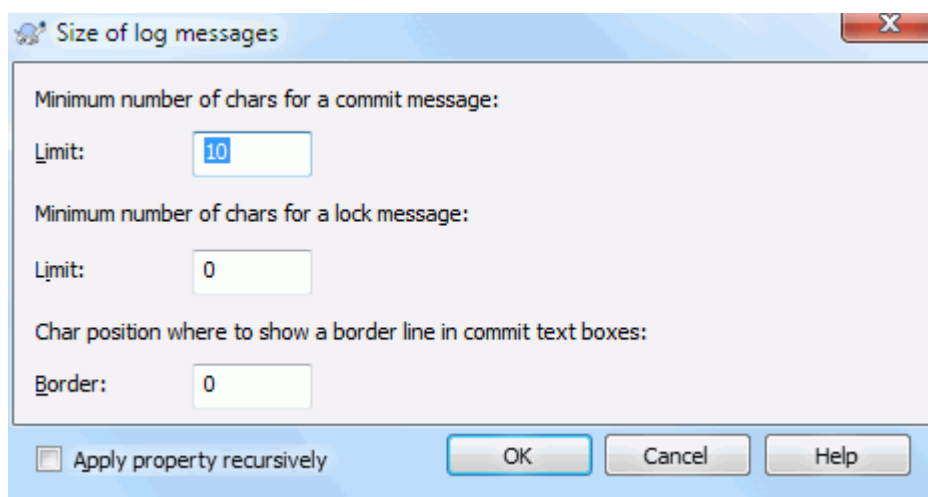 Size of log messages
Minimum number of chars for a commit message:
Limit: 10
Minimum number of chars for a lock message:
Limit: 0
Char position where to show a border line in commit text boxes:
Border: 0
Apply property recursively OK Cancel Help